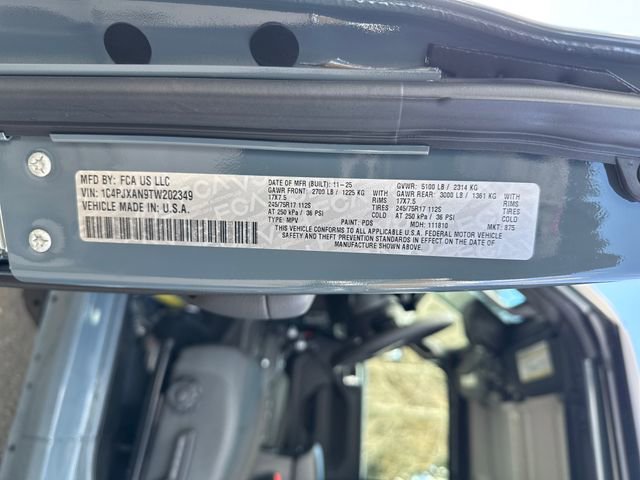 MFD BY: FCA US LLC
VIN: 1C4PJXAN9TW202349
VEHICLE MADE IN U.S.A.
DATE OF MFR (BUILT): 11-25
GAWR FRONT: 2700 LB / 1225 KG WITH
17X7.5 RIMS
245/75R17 112S TIRES
AT 250 kPa / 36 PSI COLD
TYPE: MPV PAINT: PDS
GVWR: 5100 LB / 2314 KG
GAWR REAR: 3000 LB / 1361 KG WITH
17X7.5 RIMS
245/75R17 112S TIRES
AT 250 kPa / 36 PSI COLD
MDH: 111810 MKT: 875
THIS VEHICLE CONFORMS TO ALL APPLICABLE U.S.A. FEDERAL MOTOR VEHICLE
SAFETY AND THEFT PREVENTION STANDARDS IN EFFECT ON THE DATE OF
MANUFACTURE SHOWN ABOVE.